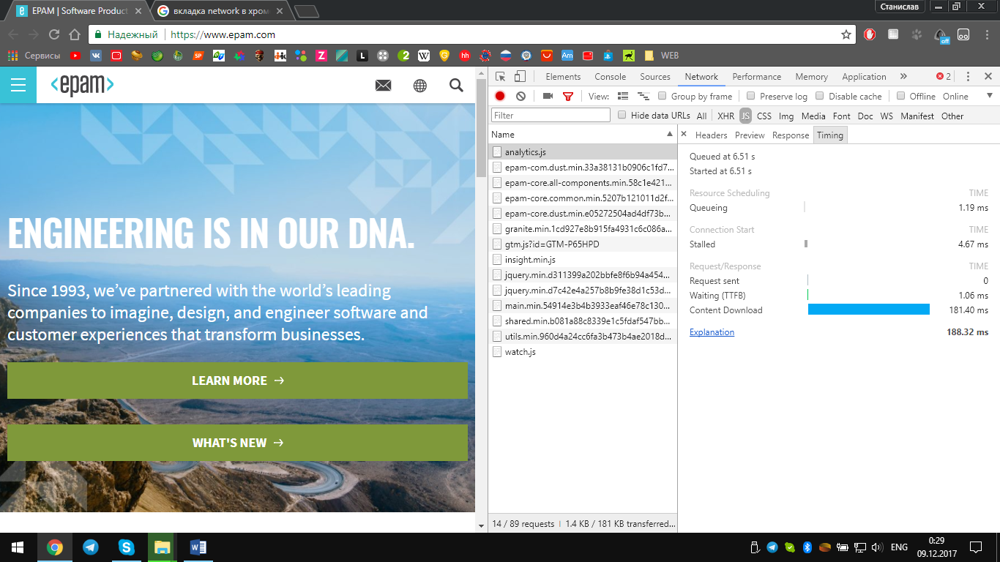 EPAM | Software Product
вкладка network в хром
Станислав
Надежный
https://www.epam.com
off
Сервисы
WEB
<epam>
ENGINEERING IS IN OUR DNA.
Since 1993, we’ve partnered with the world’s leading
companies to imagine, design, and engineer software and
customer experiences that transform businesses.
LEARN MORE →
WHAT'S NEW →
Elements Console Sources Network Performance Memory Application » 2
View: Group by frame Preserve log Disable cache Offline Online
Filter Hide data URLs All XHR JS CSS Img Media Font Doc WS Manifest Other
Name
analytics.js
epam-com.dust.min.33a38131b0906c1fd7...
epam-core.all-components.min.58c1e421...
epam-core.common.min.5207b121011d2f...
epam-core.dust.min.e05272504ad4df73b...
granite.min.1cd927e8b915fa4931c6c086a...
gtm.js?id=GTM-P65HPD
insight.min.js
jquery.min.d311399a202bbfe8f6b94a454...
jquery.min.d7c42e4a257b8b9fe38d1c53d...
main.min.54914e3b4b3933eaf46e78c130...
shared.min.b081a88c8339e1c5fdaf547bb...
utils.min.960d4a24cc6fa3b473b4ae2018d...
watch.js
14 / 89 requests | 1.4 KB / 181 KB transferred...
Headers Preview Response Timing
Queued at 6.51 s
Started at 6.51 s
Resource Scheduling TIME
Queueing 1.19 ms
Connection Start TIME
Stalled 4.67 ms
Request/Response TIME
Request sent 0
Waiting (TTFB) 1.06 ms
Content Download 181.40 ms
Explanation 188.32 ms
ENG
0:29
09.12.2017